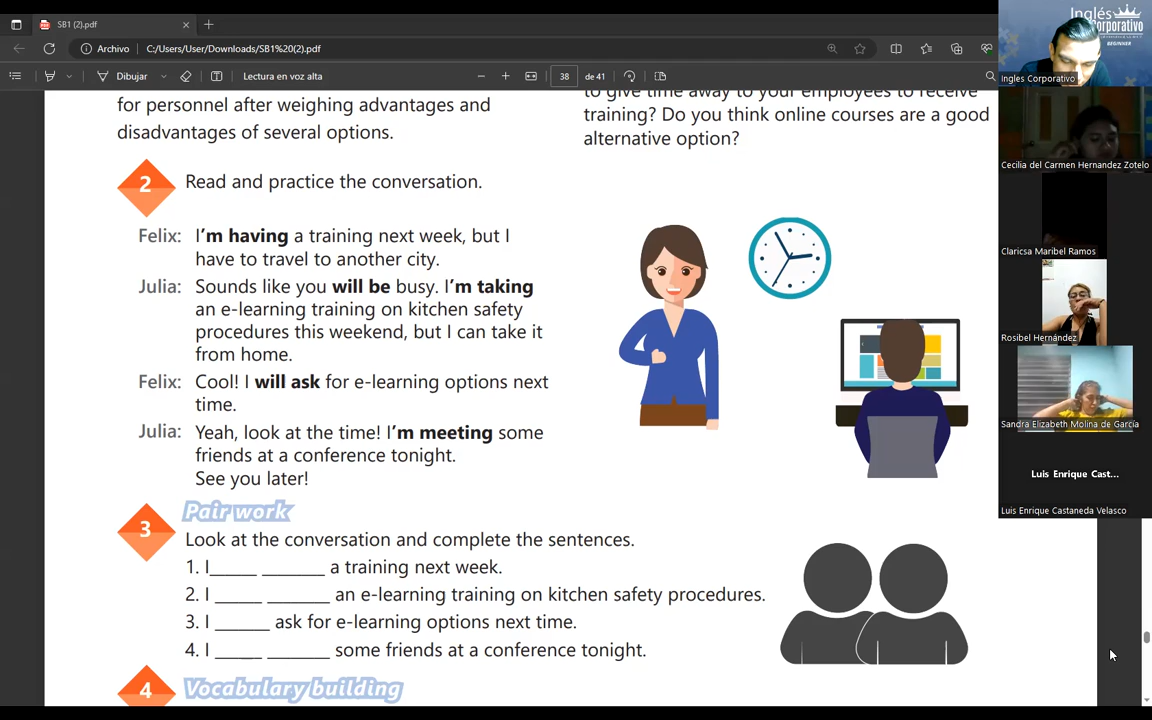 SB1 (2).pdf
Archivo
C:/Users/User/Downloads/SB1%20(2).pdf
Dibujar
Lectura en voz alta
38
de 41
for personnel after weighing advantages and
disadvantages of several options.
to give time away to your employees to receive
training? Do you think online courses are a good
alternative option?
2
Read and practice the conversation.
Felix: I'm having a training next week, but I
have to travel to another city.
Julia: Sounds like you will be busy. I'm taking
an e-learning training on kitchen safety
procedures this weekend, but I can take it
from home.
Felix: Cool! I will ask for e-learning options next
time.
Julia: Yeah, look at the time! I'm meeting some
friends at a conference tonight.
See you later!
3
Pair work
Look at the conversation and complete the sentences.
1. I_____ _______ a training next week.
2. I _____ _______ an e-learning training on kitchen safety procedures.
3. I ______ ask for e-learning options next time.
4. I _____ _______ some friends at a conference tonight.
4
Vocabulary building
Inglés
Corporativo
BEGINNER
Ingles Corporativo
Cecilia del Carmen Hernandez Zotelo
Claricsa Maribel Ramos
Rosibel Hernández
Sandra Elizabeth Molina de García
Luis Enrique Cast...
Luis Enrique Castaneda Velasco